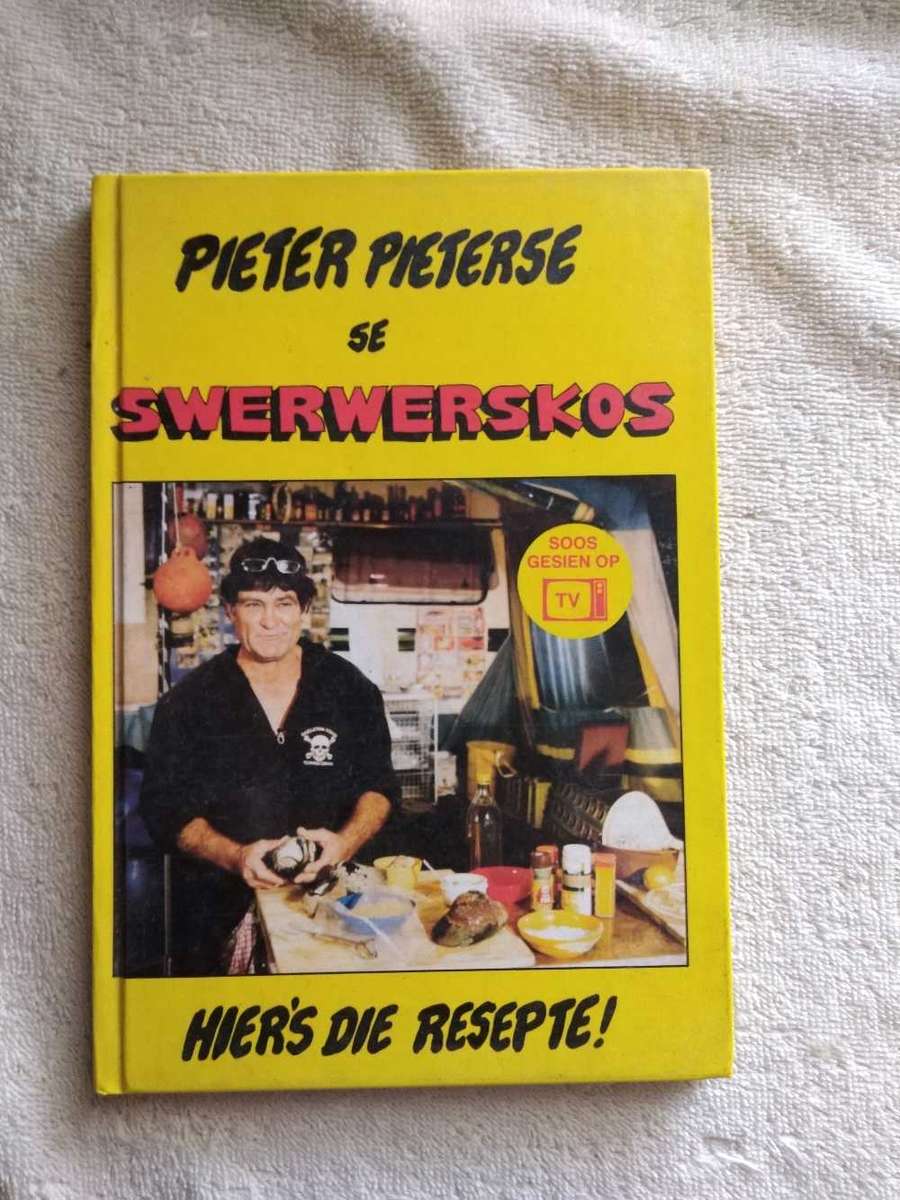 PIETER PIETERSE
SE
SWERWERSKOS
SOOS
GESIEN OP
TV
HIER'S DIE RESEPTE!